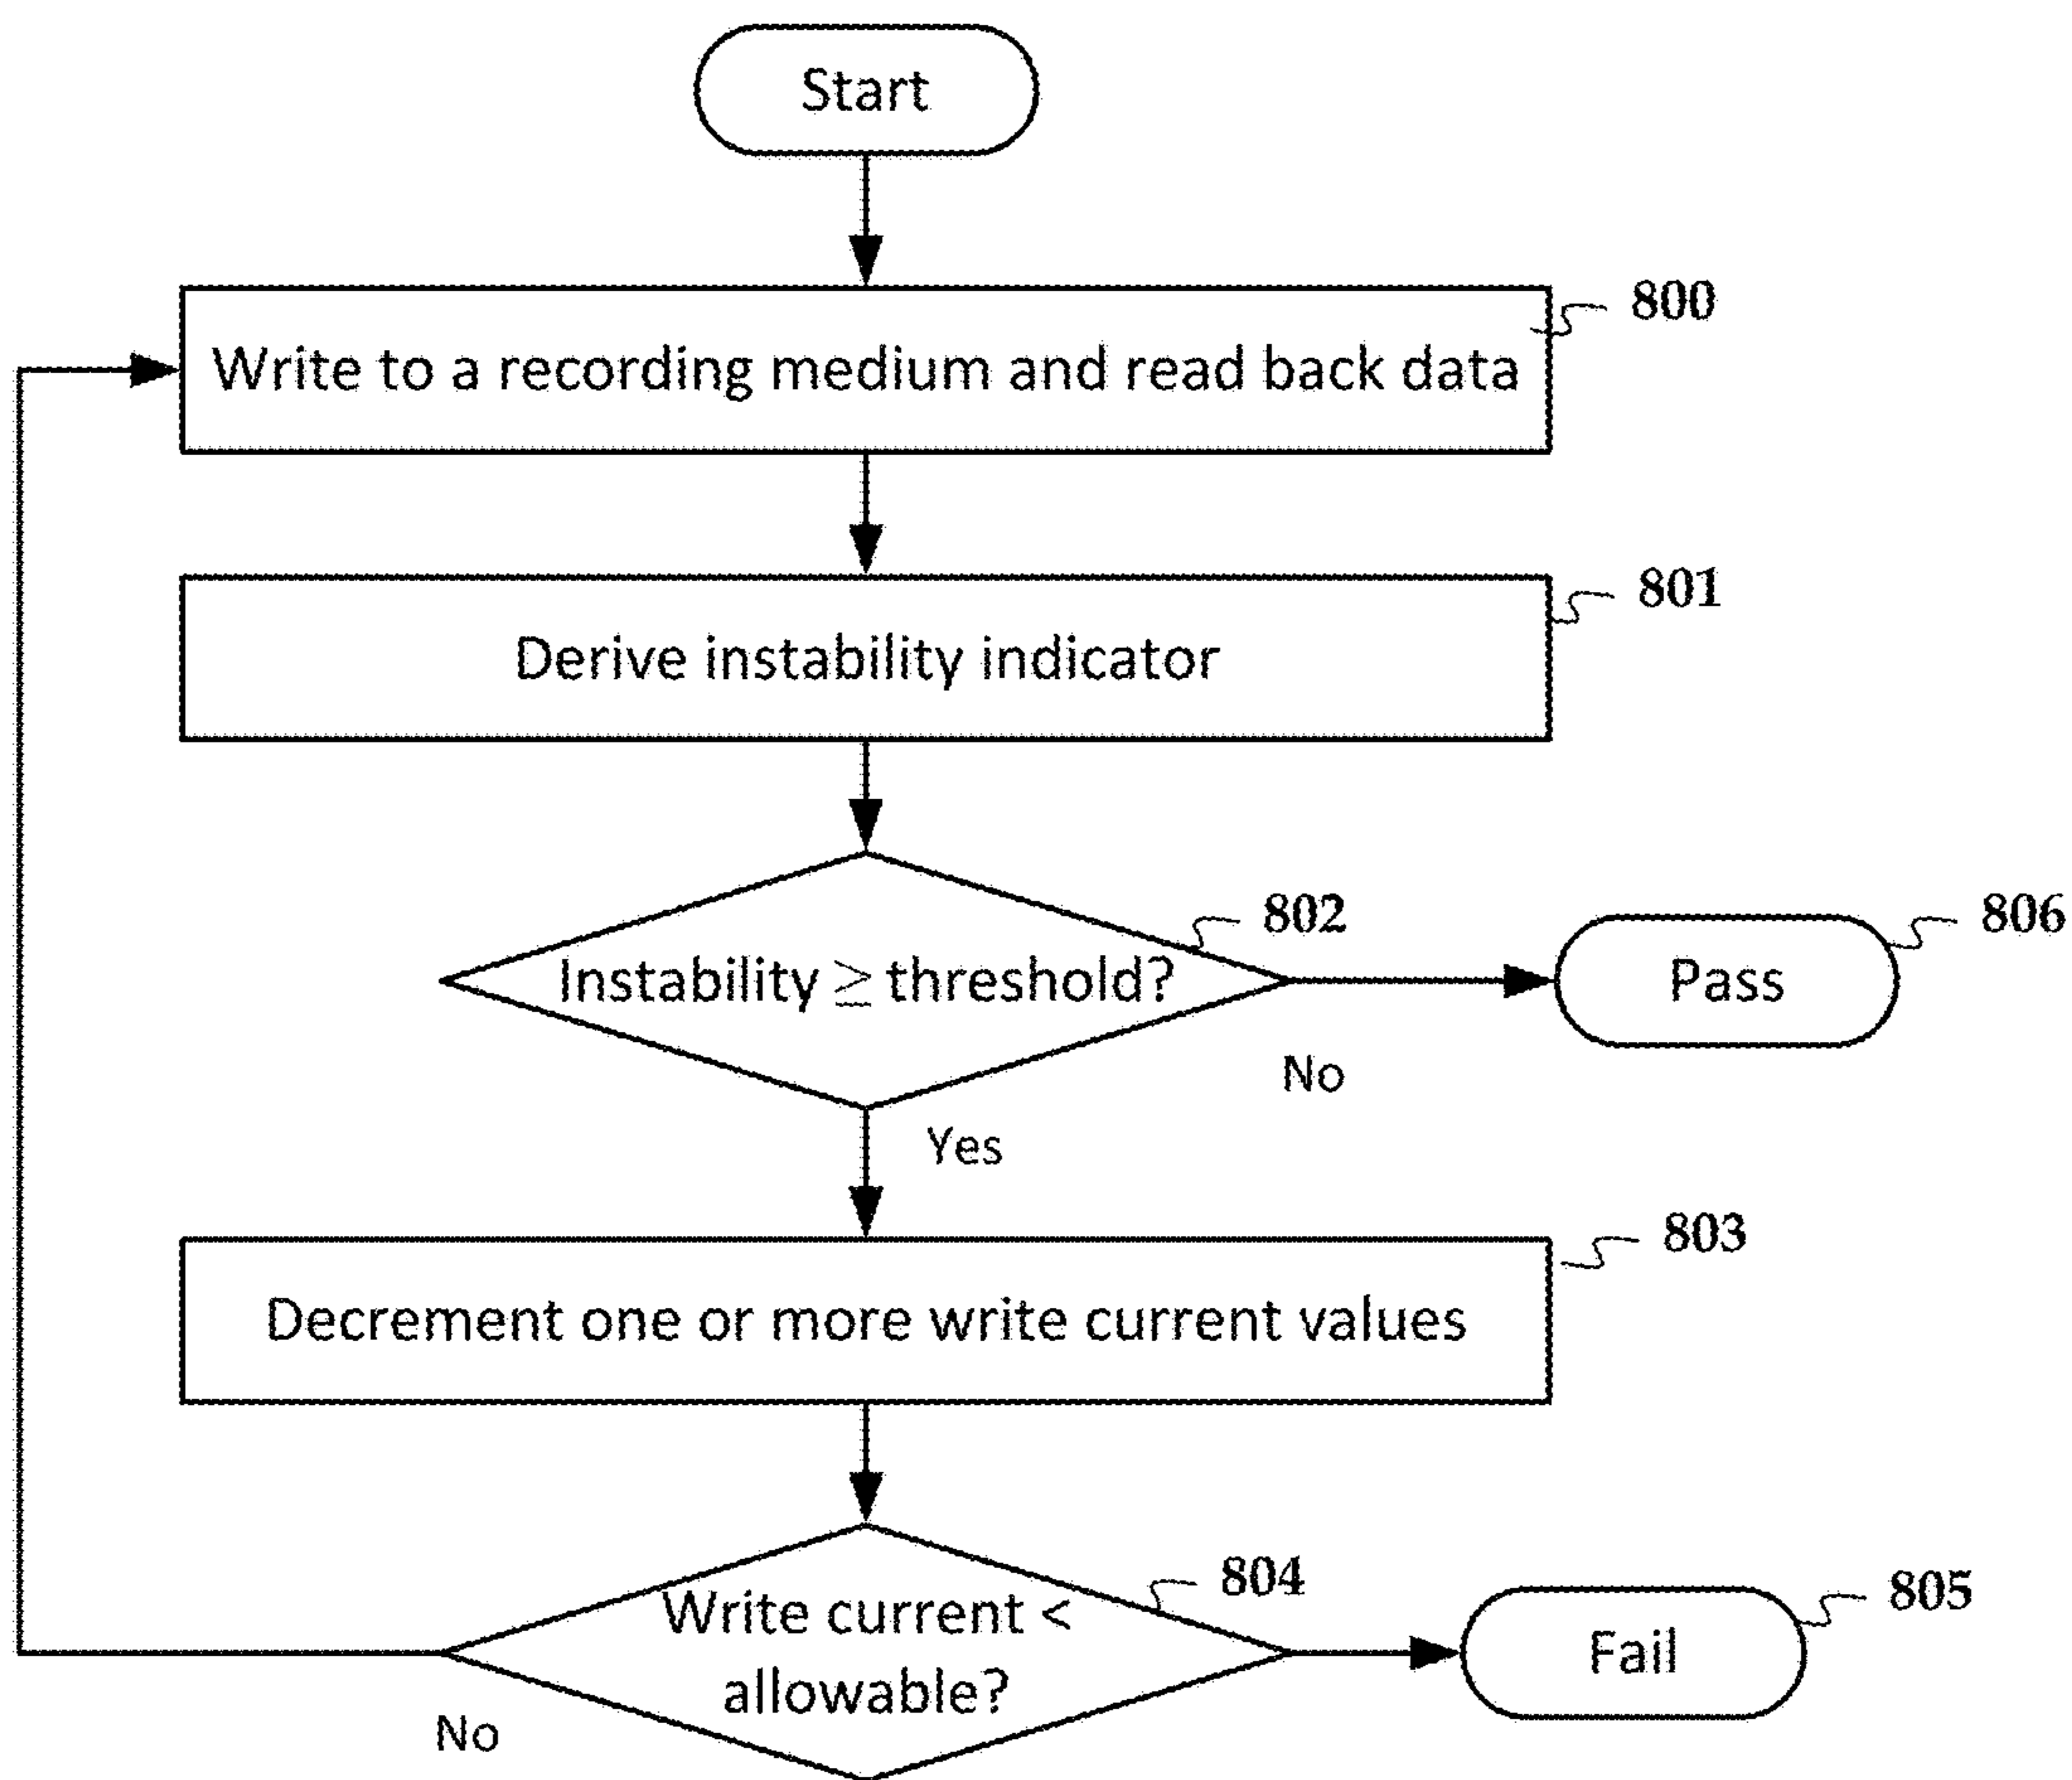 Start
800
Write to a recording medium and read back data
801
Derive instability indicator
802
806
Instability ≥ threshold?
Pass
No
Yes
803
Decrement one or more write current values
804
805
Write current <
allowable?
Fail
No